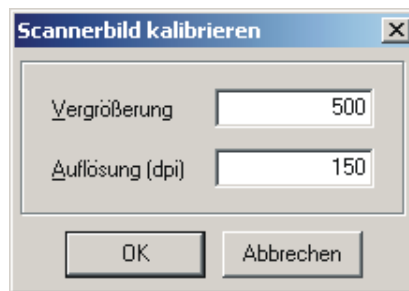 Scannerbild kalibrieren
Vergrößerung 500
Auflösung (dpi) 150
OK Abbrechen